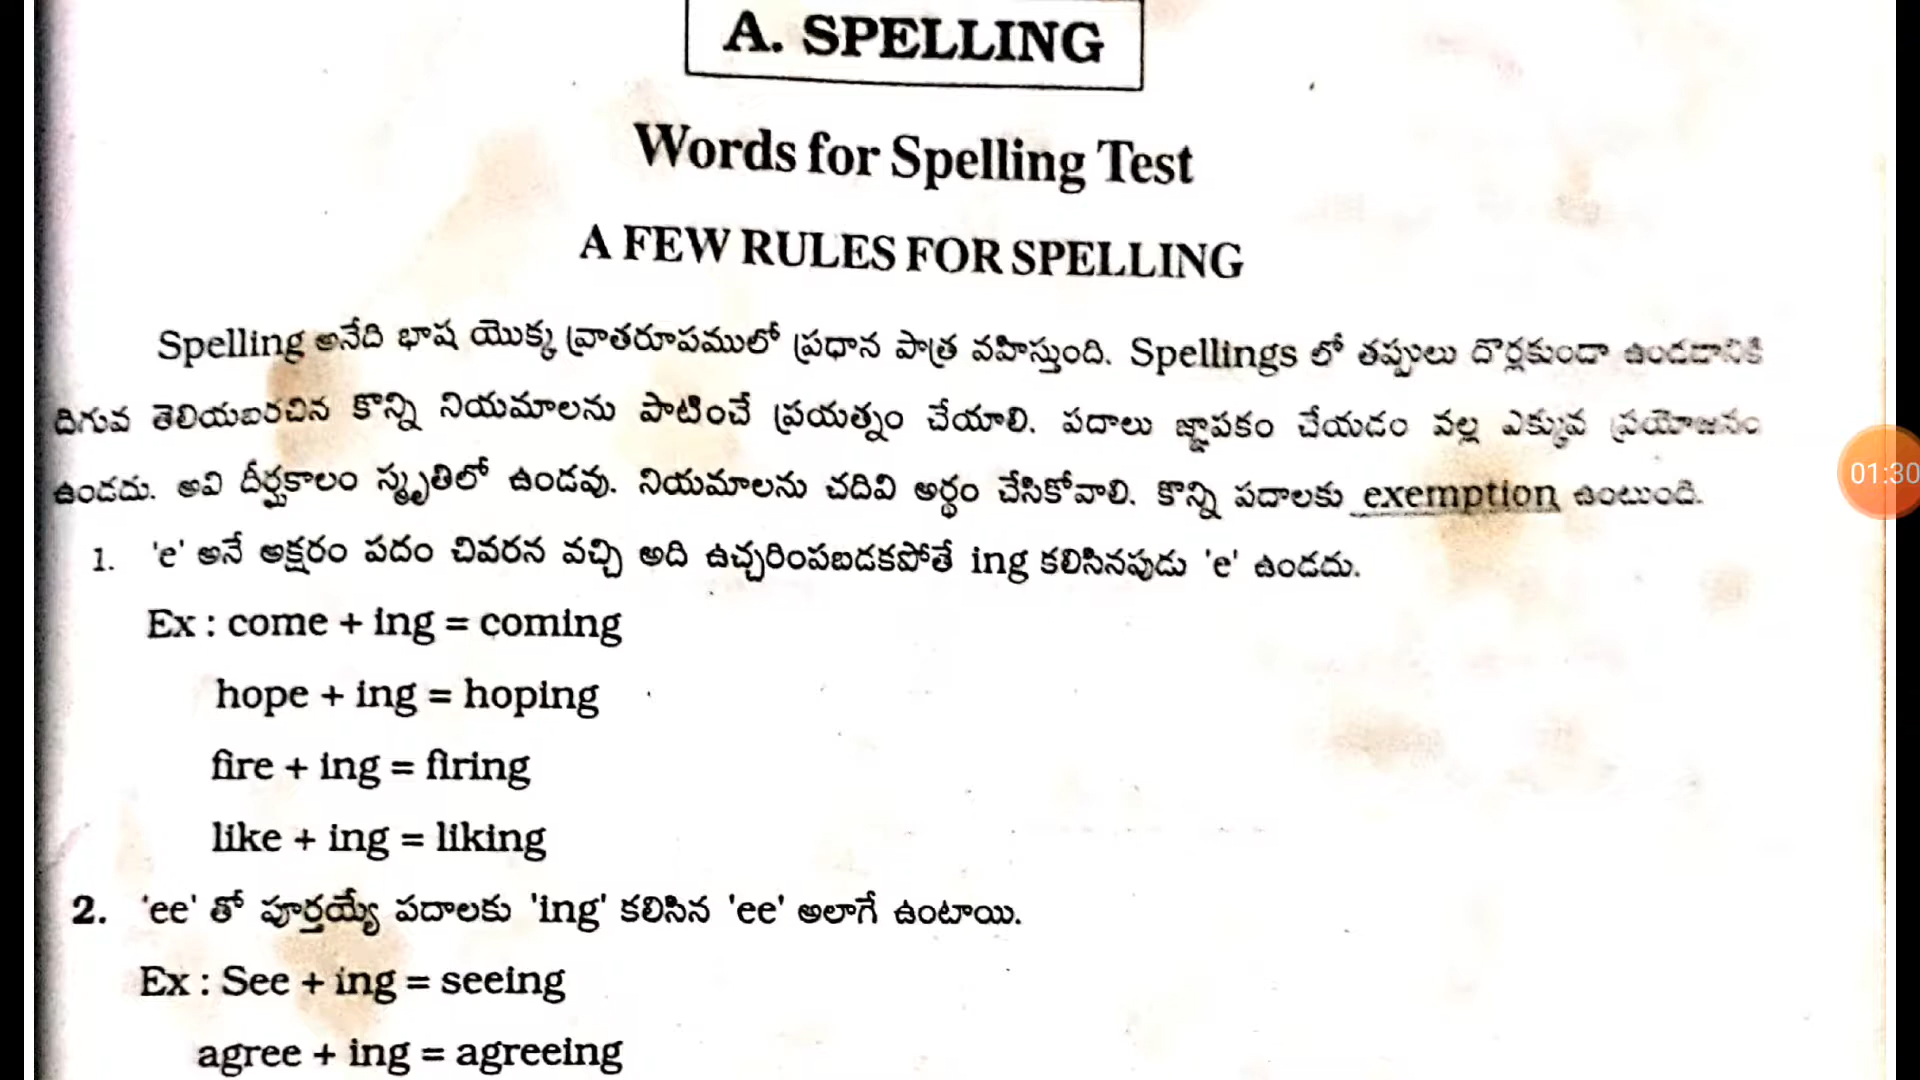 A. SPELLING
Words for Spelling Test
A FEW RULES FOR SPELLING
Spelling అనేది భాష యొక్క వ్రాతరూపములో ప్రధాన పాత్ర వహిస్తుంది. Spellings లో తప్పులు దొర్లకుండా ఉండడానికి
దిగువ తెలియబరచిన కొన్ని నియమాలను పాటించే ప్రయత్నం చేయాలి. పదాలు జ్ఞాపకం చేయడం వల్ల ఎక్కువ ప్రయోజనం
ఉండదు. అవి దీర్ఘకాలం స్మృతిలో ఉండవు. నియమాలను చదివి అర్థం చేసికోవాలి. కొన్ని పదాలకు exemption ఉంటుంది.
1. 'e' అనే అక్షరం పదం చివరన వచ్చి అది ఉచ్చరింపబడకపోతే ing కలిసినపుడు 'e' ఉండదు.
Ex : come + ing = coming
hope + ing = hoping
fire + ing = firing
like + ing = liking
2. 'ee' తో పూర్తయ్యే పదాలకు 'ing' కలిసిన 'ee' అలాగే ఉంటాయి.
Ex : See + ing = seeing
agree + ing = agreeing
01:30